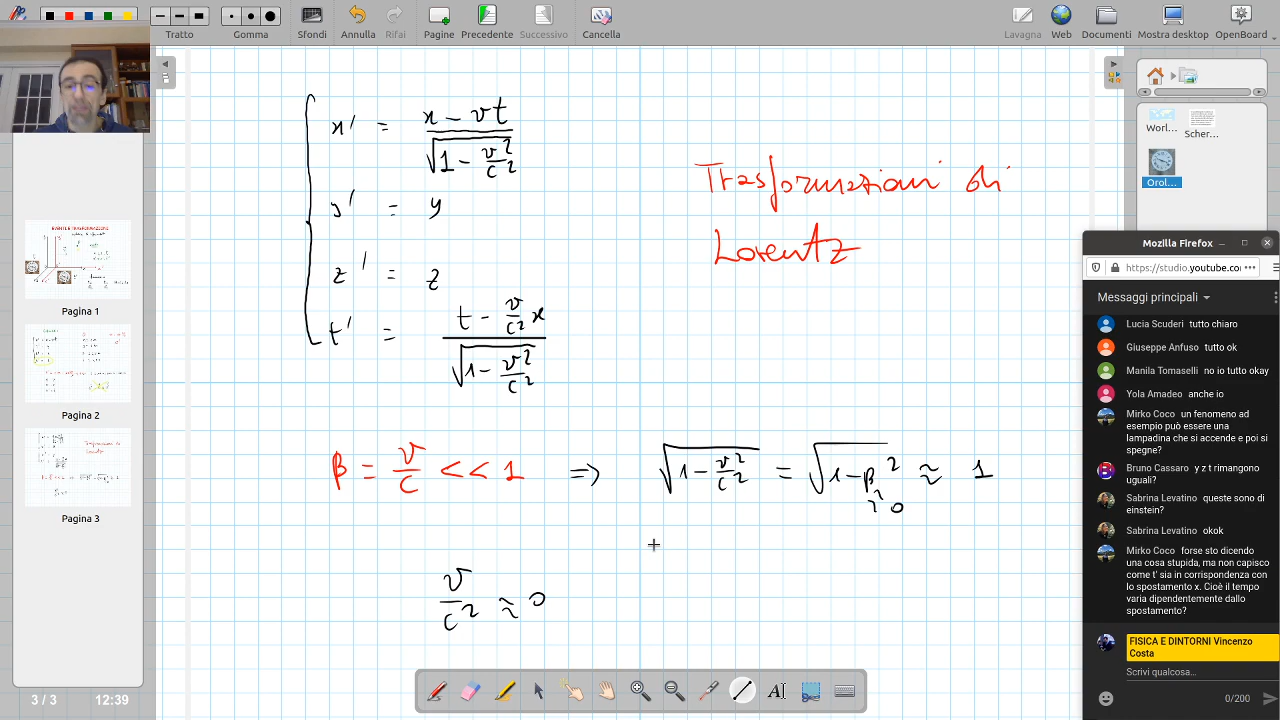 Tratto
Gomma
Sfondi
Annulla
Rifai
Pagine
Precedente
Successivo
Cancella
Lavagna
Web
Documenti
Mostra desktop
OpenBoard
x' = x - vt / √1 - v²/c²
y' = y
z' = z
t' = t - v/c² x / √1 - v²/c²
Trasformazioni di
Lorentz
β = v/c << 1 ⇒ √1 - v²/c² = √1 - β² ≈ 1
≈ 0
v/c² ≈ 0
EVENTI E TRASFORMAZIONI
Pagina 1
Pagina 2
Pagina 3
3 / 3
12:39
Worl...
Scher...
Orol...
Mozilla Firefox
https://studio.youtube.co
Messaggi principali
Lucia Scuderi tutto chiaro
Giuseppe Anfuso tutto ok
Manila Tomaselli no io tutto okay
Yola Amadeo anche io
Mirko Coco un fenomeno ad
esempio può essere una
lampadina che si accende e poi si
spegne?
Bruno Cassaro y z t rimangono
uguali?
Sabrina Levatino queste sono di
einstein?
Sabrina Levatino okok
Mirko Coco forse sto dicendo
una cosa stupida, ma non capisco
come t' sia in corrispondenza con
lo spostamento x. Cioè il tempo
varia dipendentemente dallo
spostamento?
FISICA E DINTORNI Vincenzo
Costa
Scrivi qualcosa...
0/200